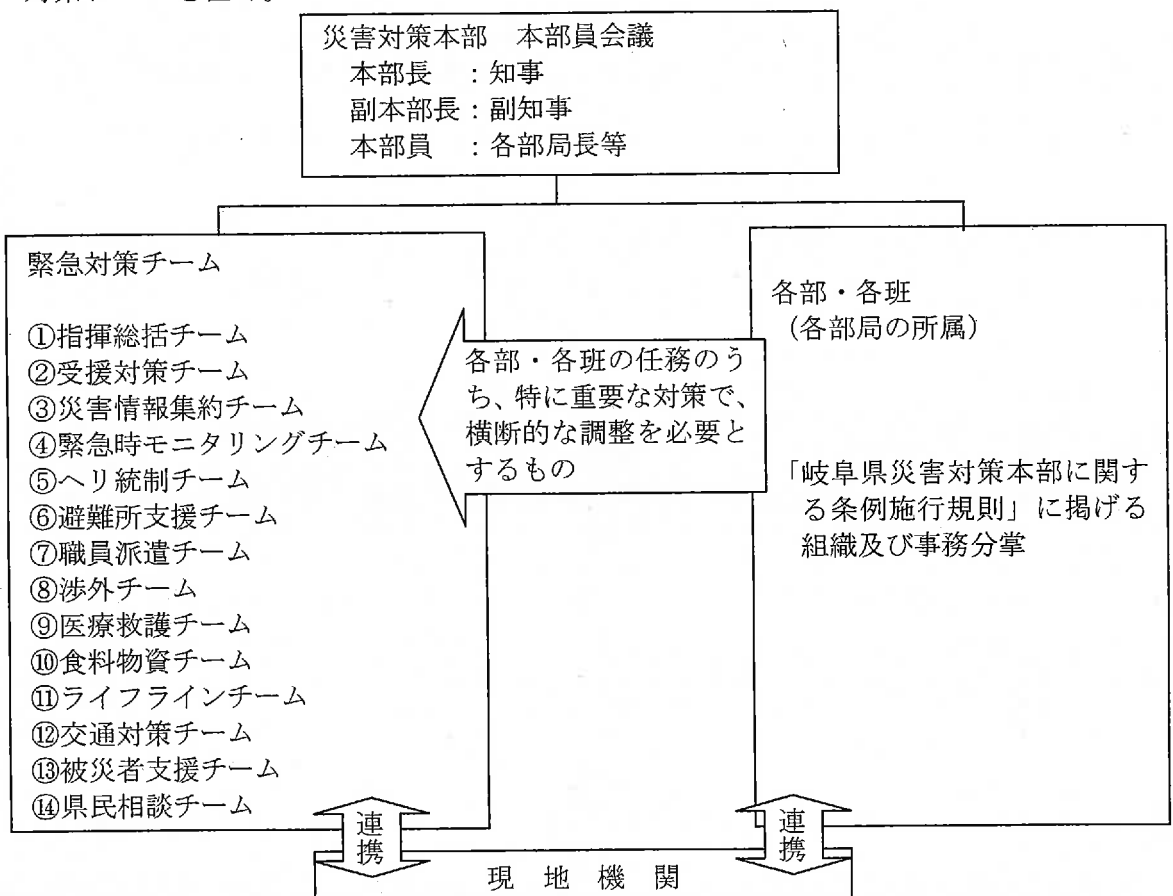 災害対策本部 本部員会議
本部長 :知事
副本部長:副知事
本部員 :各部局長等
緊急対策チーム
①指揮総括チーム
②受援対策チーム
③災害情報集約チーム
④緊急時モニタリングチーム
⑤ヘリ統制チーム
⑥避難所支援チーム
⑦職員派遣チーム
⑧渉外チーム
⑨医療救護チーム
⑩食料物資チーム
⑪ライフラインチーム
⑫交通対策チーム
⑬被災者支援チーム
⑭県民相談チーム
各部・各班の任務のう
ち、特に重要な対策で、
横断的な調整を必要と
するもの
各部・各班
(各部局の所属)
「岐阜県災害対策本部に関す
る条例施行規則」に掲げる
組織及び事務分掌
連携
連携
現地機関